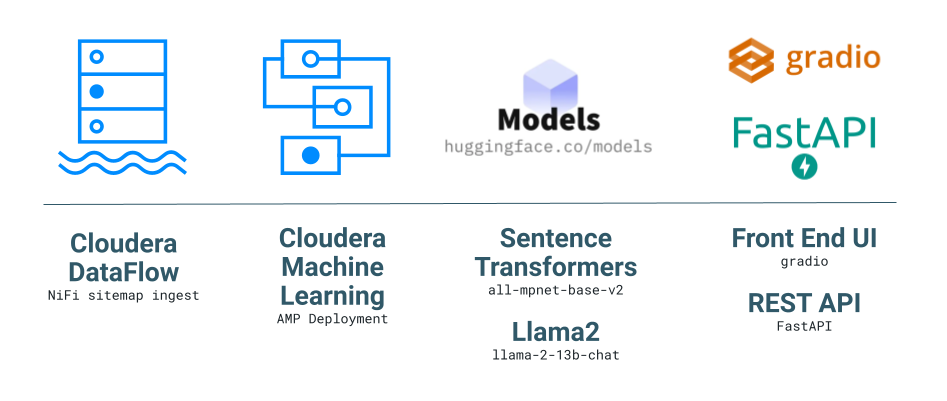 gradio
Models
huggingface.co/models
FastAPI
Cloudera
DataFlow
NiFi sitemap ingest
Cloudera
Machine
Learning
AMP Deployment
Sentence
Transformers
all-mpnet-base-v2
Llama2
llama-2-13b-chat
Front End UI
gradio
REST API
FastAPI